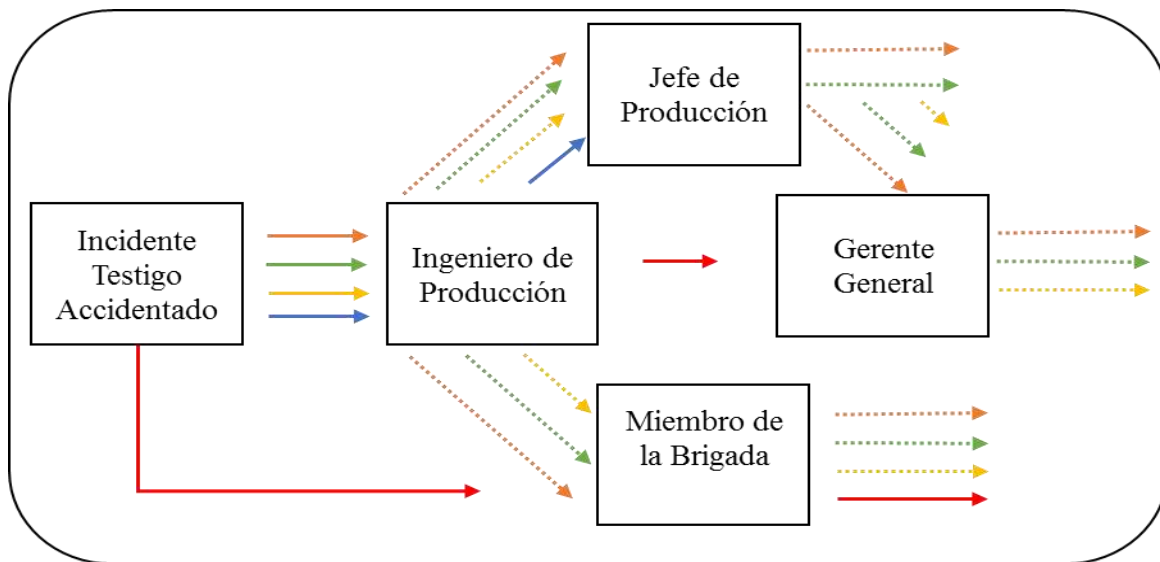 Jefe de
Producción
Incidente
Testigo
Accidentado
Ingeniero de
Producción
Gerente
General
Miembro de
la Brigada